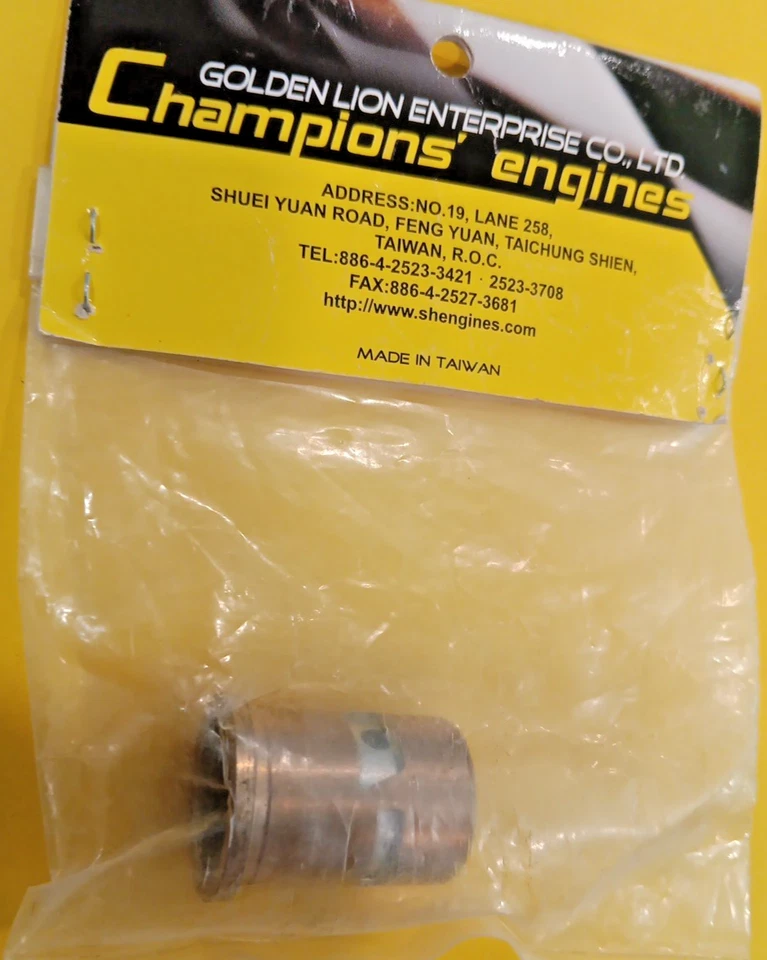 GOLDEN LION ENTERPRISE CO., LTD.
Champions' engines
ADDRESS:NO.19, LANE 258,
SHUEI YUAN ROAD, FENG YUAN, TAICHUNG SHIEN,
TAIWAN, R.O.C.
TEL:886-4-2523-3421 · 2523-3708
FAX:886-4-2527-3681
http://www.shengines.com
MADE IN TAIWAN